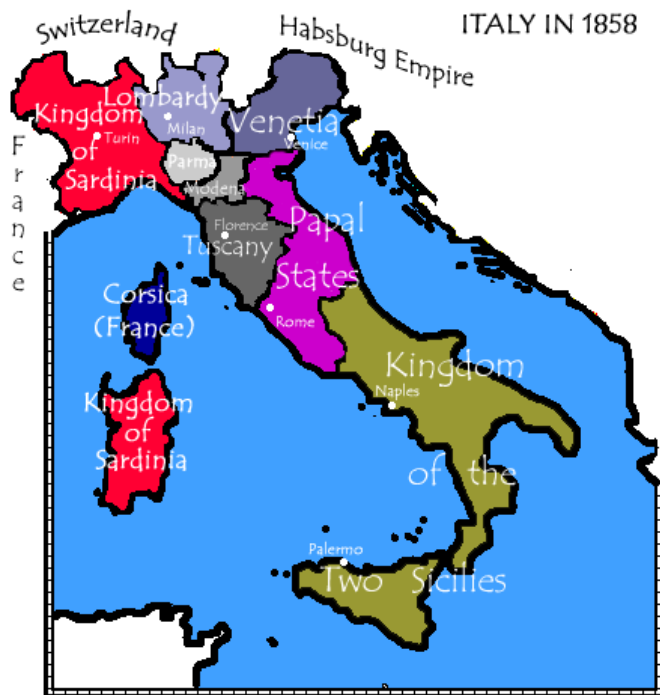 ITALY IN 1858
Switzerland
Habsburg Empire
France
Kingdom
of
Sardinia
Turin
Lombardy
Milan
Venetia
Venice
Parma
Modena
Florence
Tuscany
Papal
States
Rome
Corsica
(France)
Kingdom
of
Sardinia
Kingdom
Naples
of the
Palermo
Two Sicilies